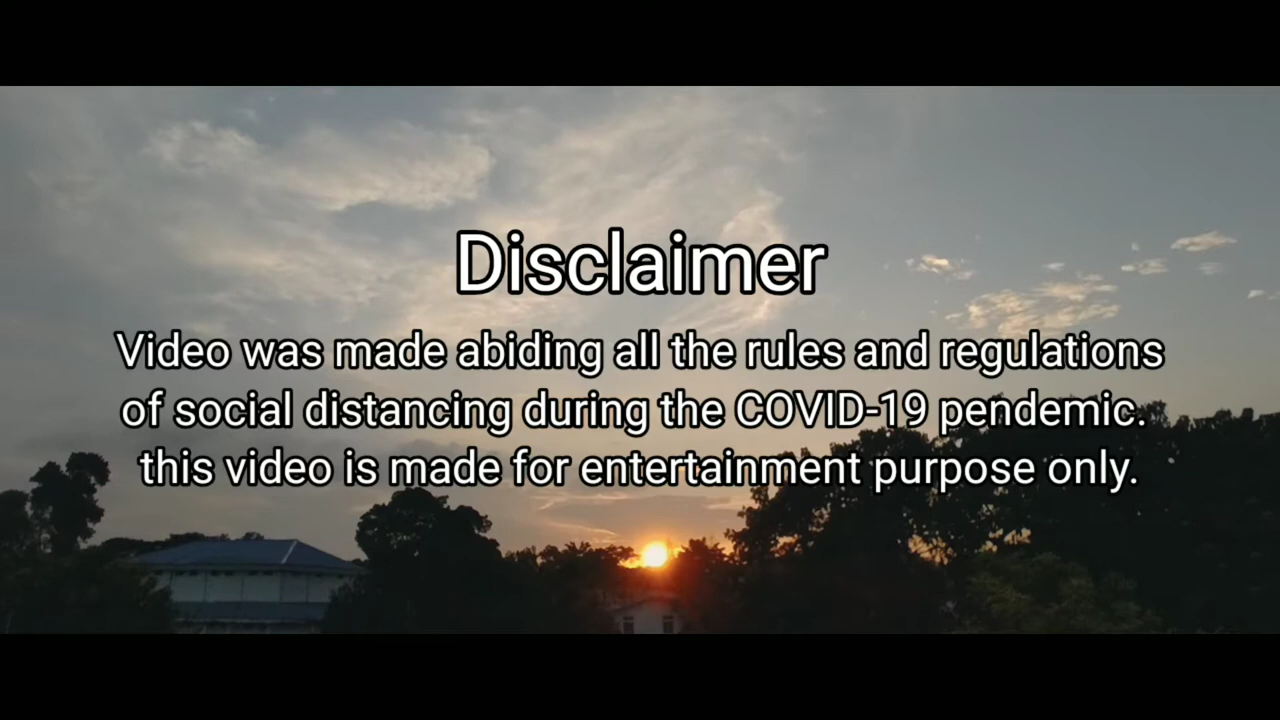 Disclaimer
Video was made abiding all the rules and regulations
of social distancing during the COVID-19 pendemic.
this video is made for entertainment purpose only.